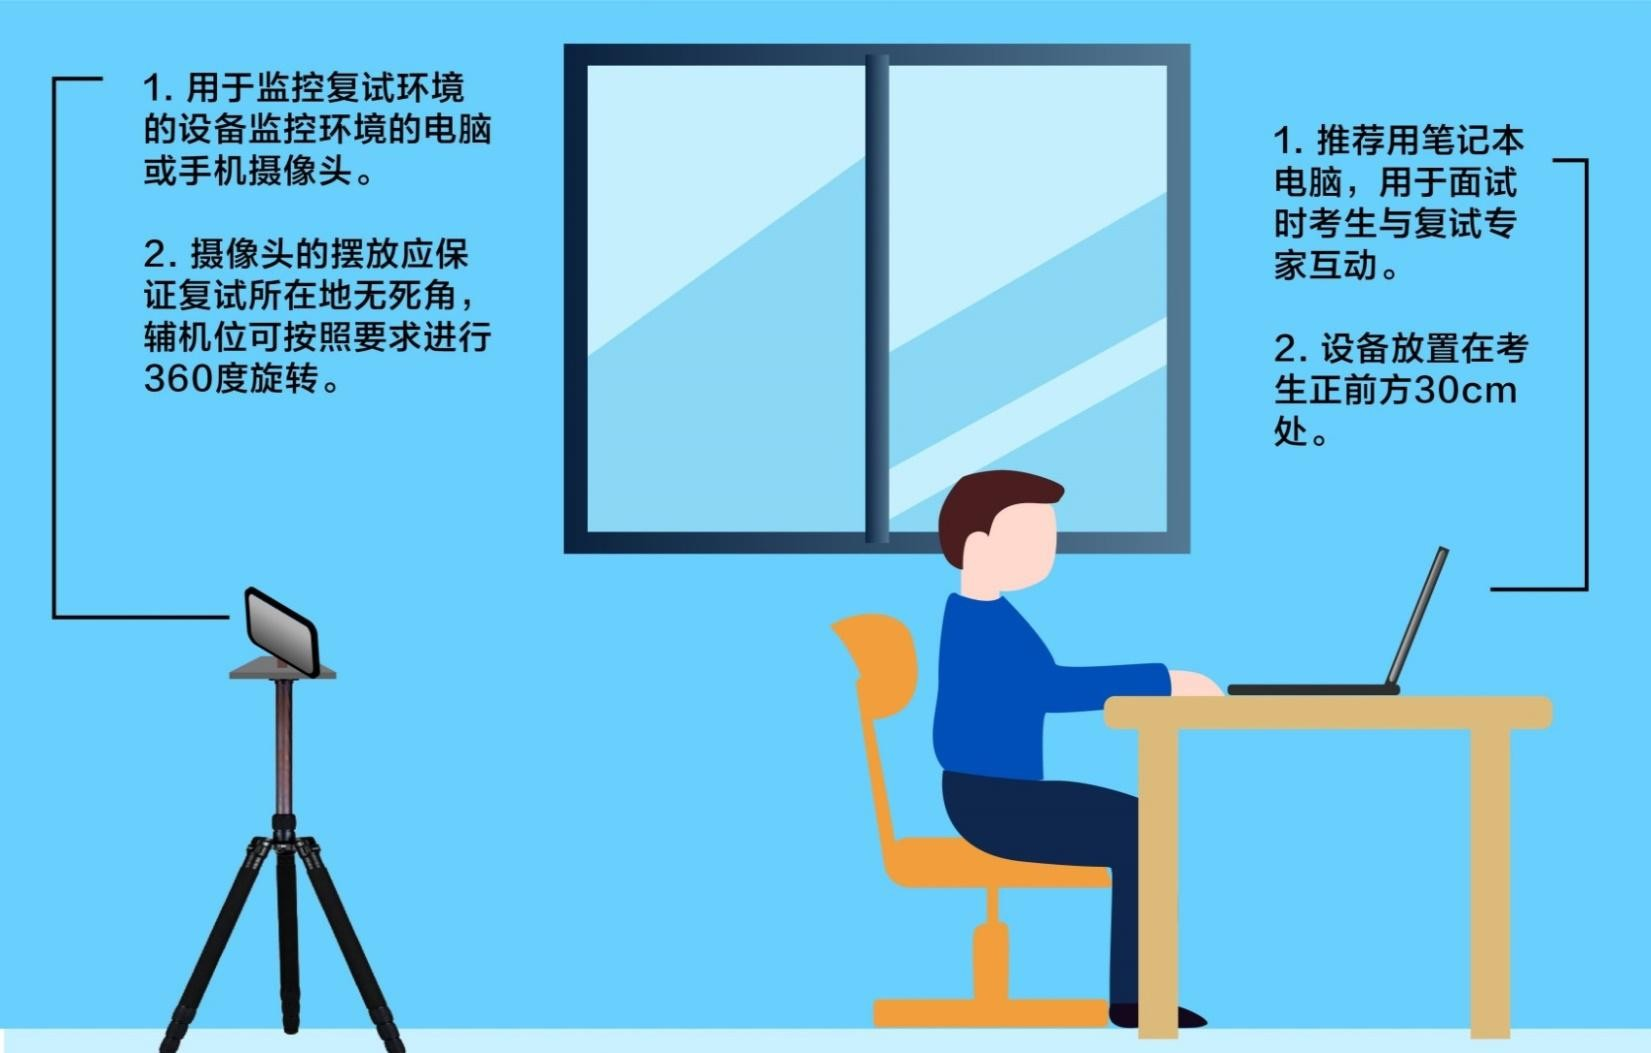 1. 用于监控复试环境
的设备监控环境的电脑
或手机摄像头。
2. 摄像头的摆放应保
证复试所在地无死角，
辅机位可按照要求进行
360度旋转。
1. 推荐用笔记本
电脑，用于面试
时考生与复试专
家互动。
2. 设备放置在考
生正前方30cm
处。